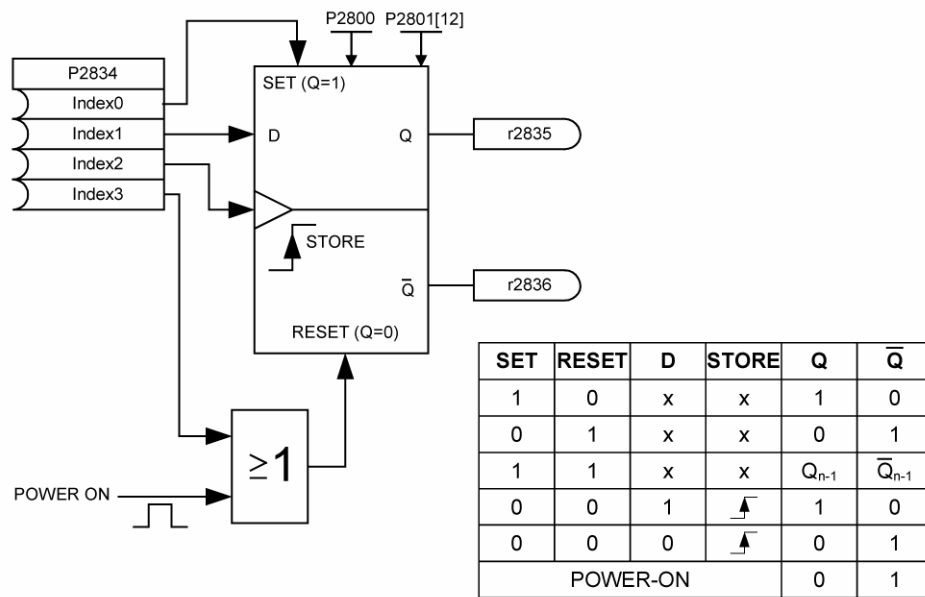 P2800 P2801[12]
P2834
Index0
Index1
Index2
Index3
SET (Q=1)
D Q
r2835
STORE
Q̅
r2836
RESET (Q=0)
≥1
POWER ON
SET RESET D STORE Q Q̅
1 0 x x 1 0
0 1 x x 0 1
1 1 x x Qn-1 Q̅n-1
0 0 1 1 0
0 0 0 0 1
POWER-ON 0 1